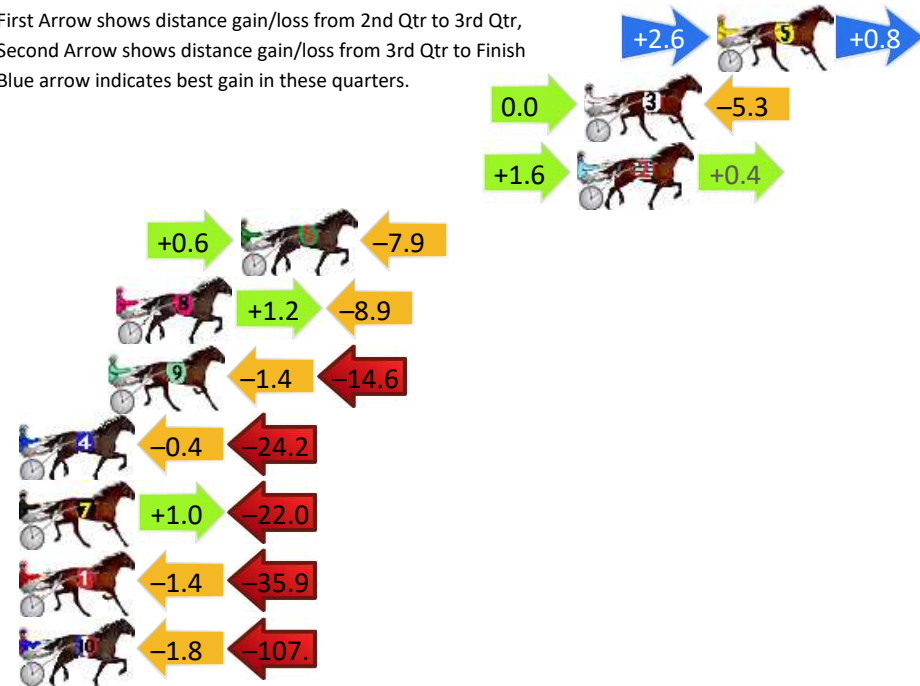 First Arrow shows distance gain/loss from 2nd Qtr to 3rd Qtr,
Second Arrow shows distance gain/loss from 3rd Qtr to Finish
Blue arrow indicates best gain in these quarters.
+2.6 5 +0.8
0.0 3 –5.3
+1.6 2 +0.4
+0.6 6 –7.9
8 +1.2 –8.9
9 –1.4 –14.6
4 –0.4 –24.2
7 +1.0 –22.0
1 –1.4 –35.9
10 –1.8 –107.